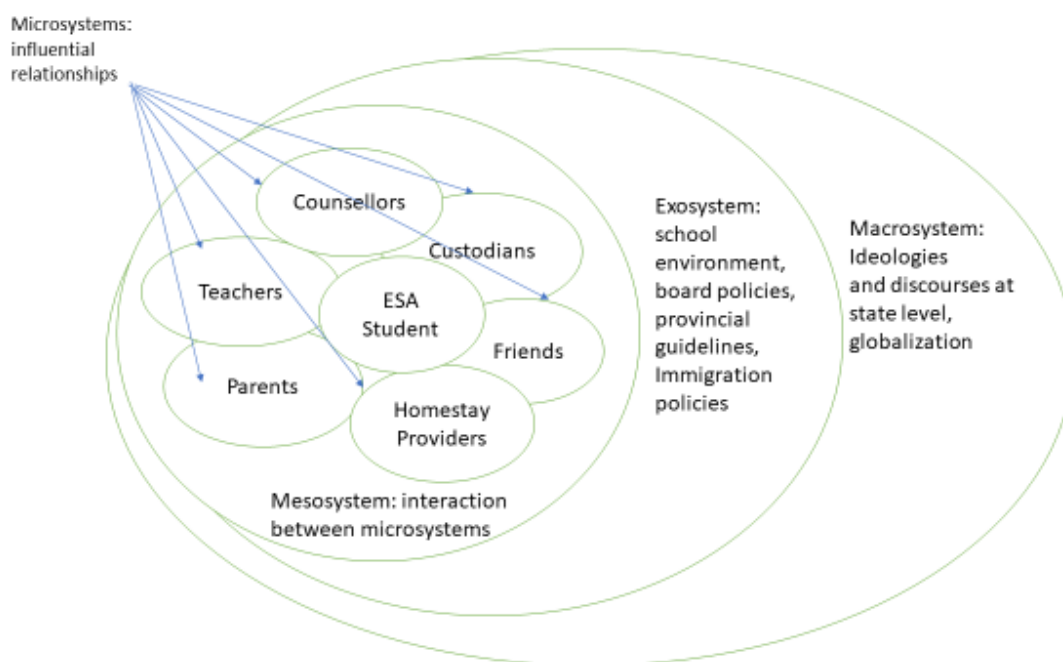 Microsystems:
influential
relationships
Counsellors
Custodians
Teachers
ESA
Student
Friends
Parents
Homestay
Providers
Mesosystem: interaction
between microsystems
Exosystem:
school
environment,
board policies,
provincial
guidelines,
Immigration
policies
Macrosystem:
Ideologies
and discourses at
state level,
globalization